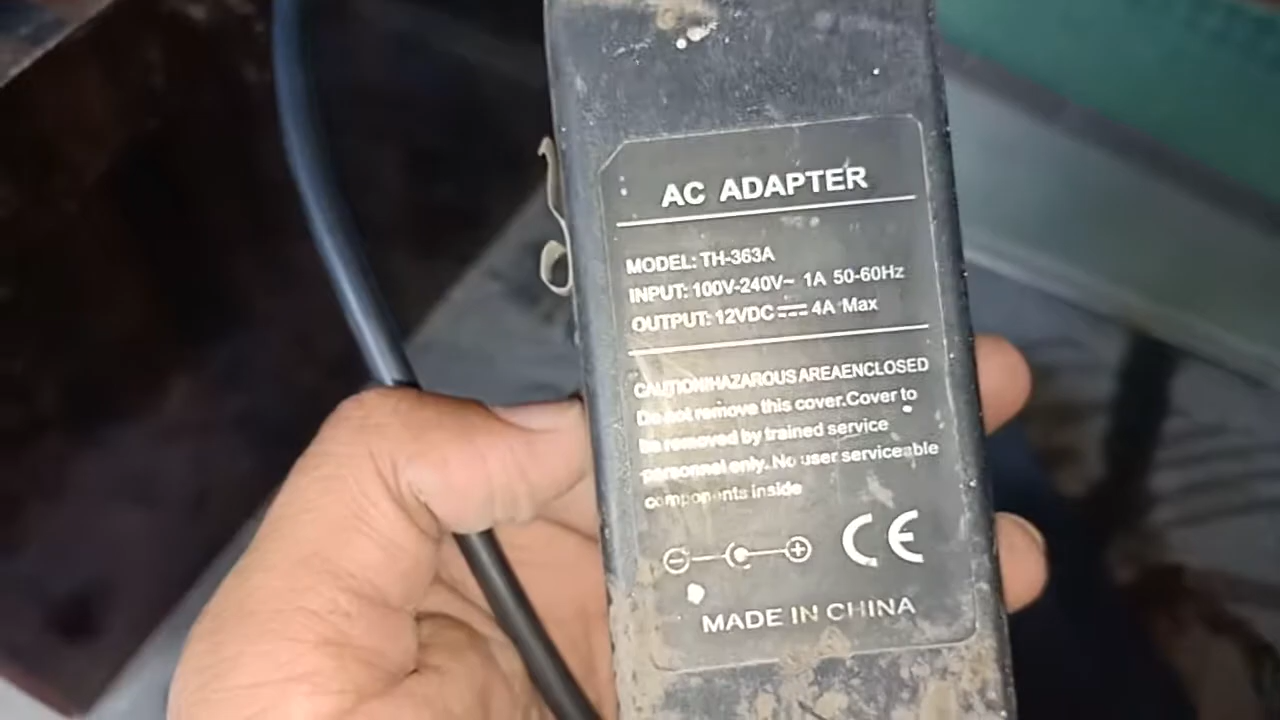 AC ADAPTER
MODEL: TH-363A
INPUT: 100V-240V~ 1A 50-60Hz
OUTPUT: 12VDC⎓4A Max
CAUTION!HAZAROUS AREAENCLOSED
Do not remove this cover.Cover to
be removed by trained service
personnel only. No user serviceable
components inside
CE
MADE IN CHINA